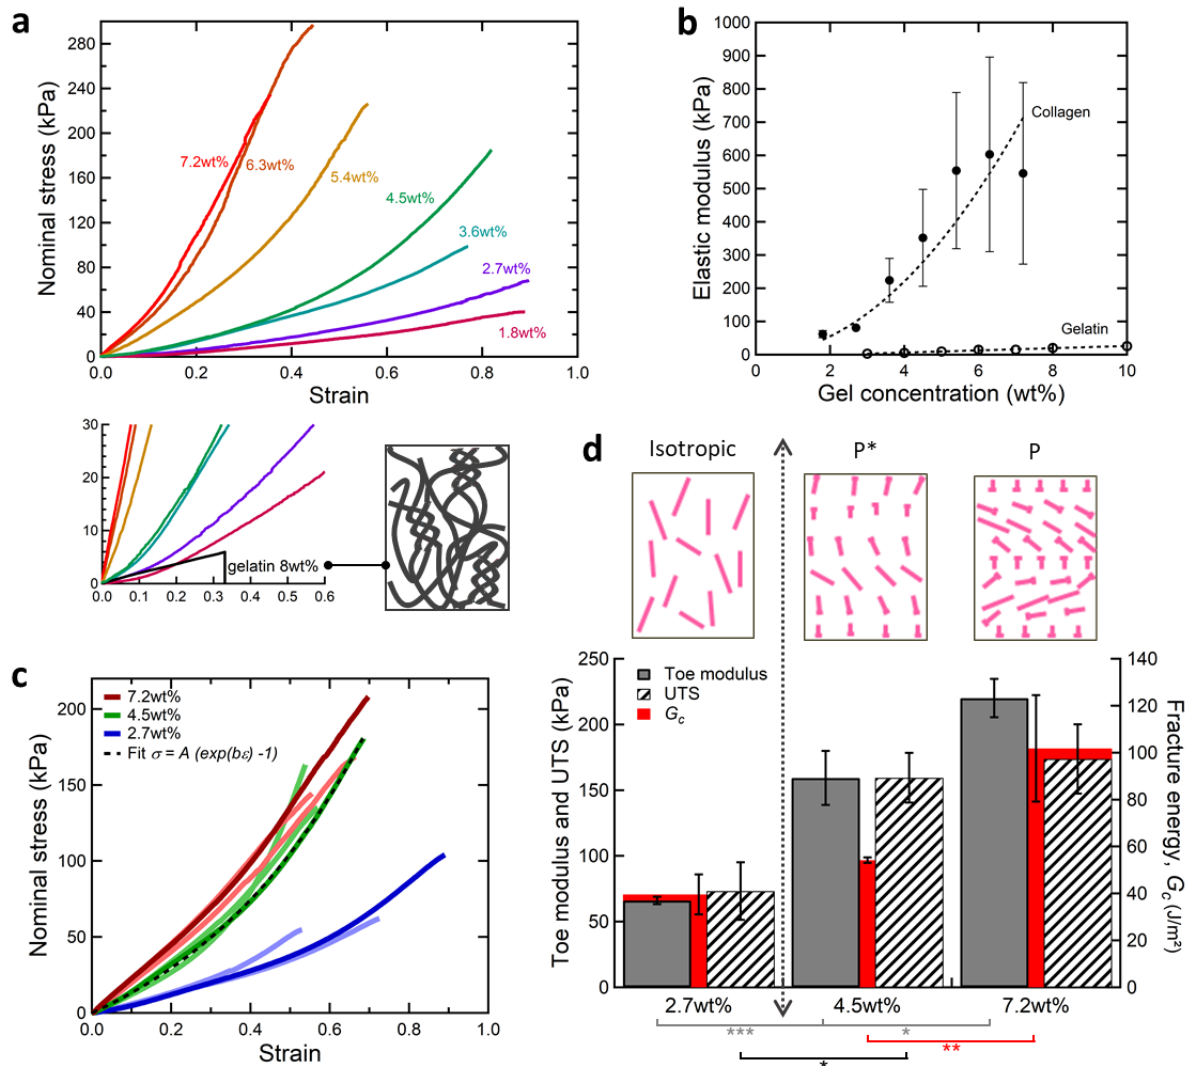 a
Nominal stress (kPa)
280
240
200
160
120
80
40
0
7.2wt%
6.3wt%
5.4wt%
4.5wt%
3.6wt%
2.7wt%
1.8wt%
0.0 0.2 0.4 0.6 0.8 1.0
Strain
30
20
10
0
gelatin 8wt%
0.0 0.1 0.2 0.3 0.4 0.5 0.6
b
Elastic modulus (kPa)
1000
900
800
700
600
500
400
300
200
100
0
Collagen
Gelatin
0 2 4 6 8 10
Gel concentration (wt%)
c
Nominal stress (kPa)
200
150
100
50
0
7.2wt%
4.5wt%
2.7wt%
Fit σ = A (exp(bε) -1)
0.0 0.2 0.4 0.6 0.8 1.0
Strain
d
Isotropic P* P
Toe modulus and UTS (kPa)
250
200
150
100
50
0
Toe modulus
UTS
Gc
140
120
100
80
60
40
20
0
Fracture energy, Gc (J/m²)
2.7wt% 4.5wt% 7.2wt%
*** *
**
*